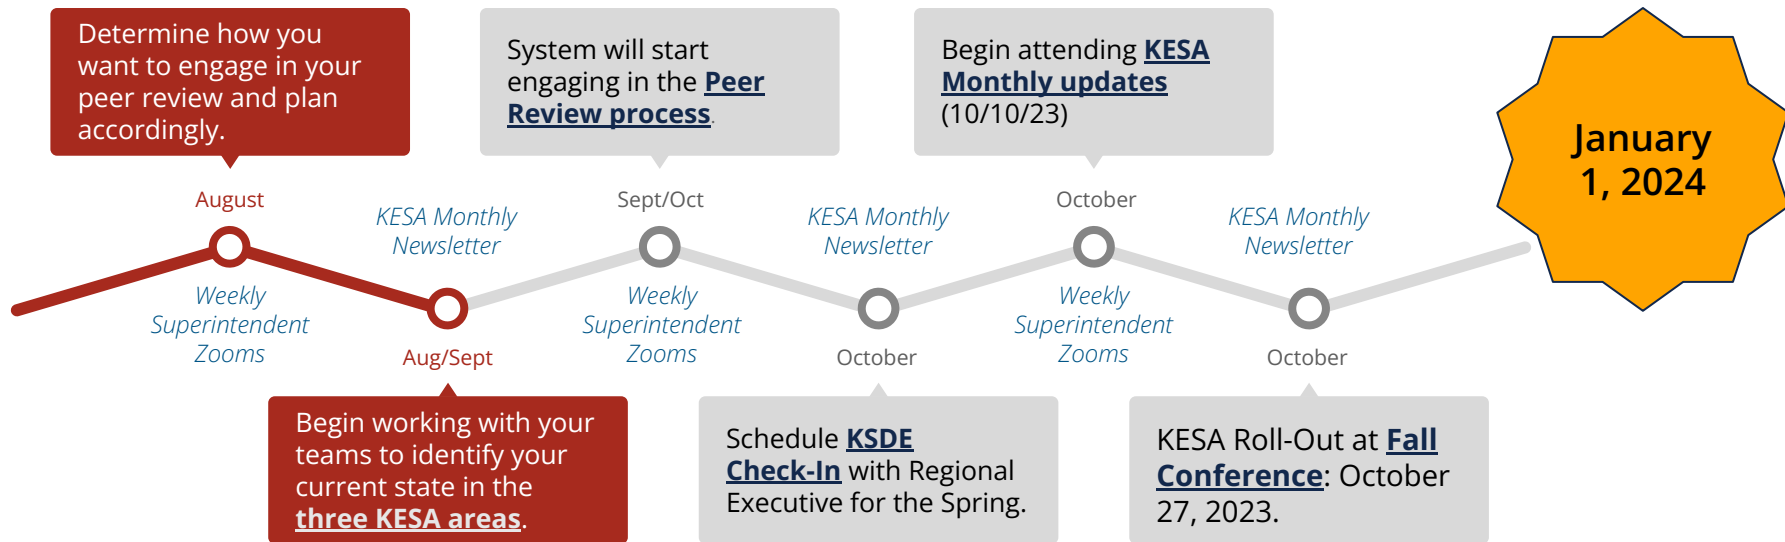 Determine how you
want to engage in your
peer review and plan
accordingly.
System will start
engaging in the Peer
Review process.
Begin attending KESA
Monthly updates
(10/10/23)
January
1, 2024
August
KESA Monthly
Newsletter
Sept/Oct
KESA Monthly
Newsletter
October
KESA Monthly
Newsletter
Weekly
Superintendent
Zooms
Aug/Sept
Weekly
Superintendent
Zooms
October
Weekly
Superintendent
Zooms
October
Begin working with your
teams to identify your
current state in the
three KESA areas.
Schedule KSDE
Check-In with Regional
Executive for the Spring.
KESA Roll-Out at Fall
Conference: October
27, 2023.